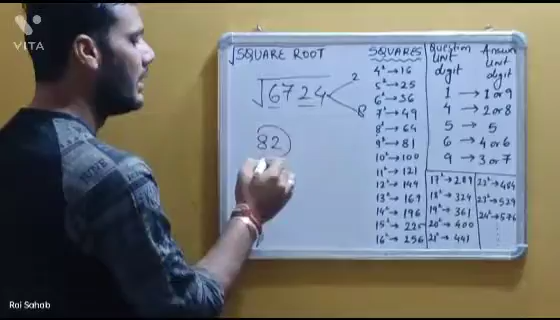 VITA
√SQUARE ROOT
√6724
2
8
82
SQUARES
4² → 16
5² → 25
6² → 36
7² → 49
8² → 64
9² → 81
10² → 100
11² → 121
12² → 144
13² → 169
14² → 196
15² → 225
16² → 256
Question Unit digit
Answer Unit digit
1 → 1 or 9
4 → 2 or 8
5 → 5
6 → 4 or 6
9 → 3 or 7
17² → 289
18² → 324
19² → 361
20² → 400
21² → 441
22² → 484
23² → 529
24² → 576
Roi Sahab